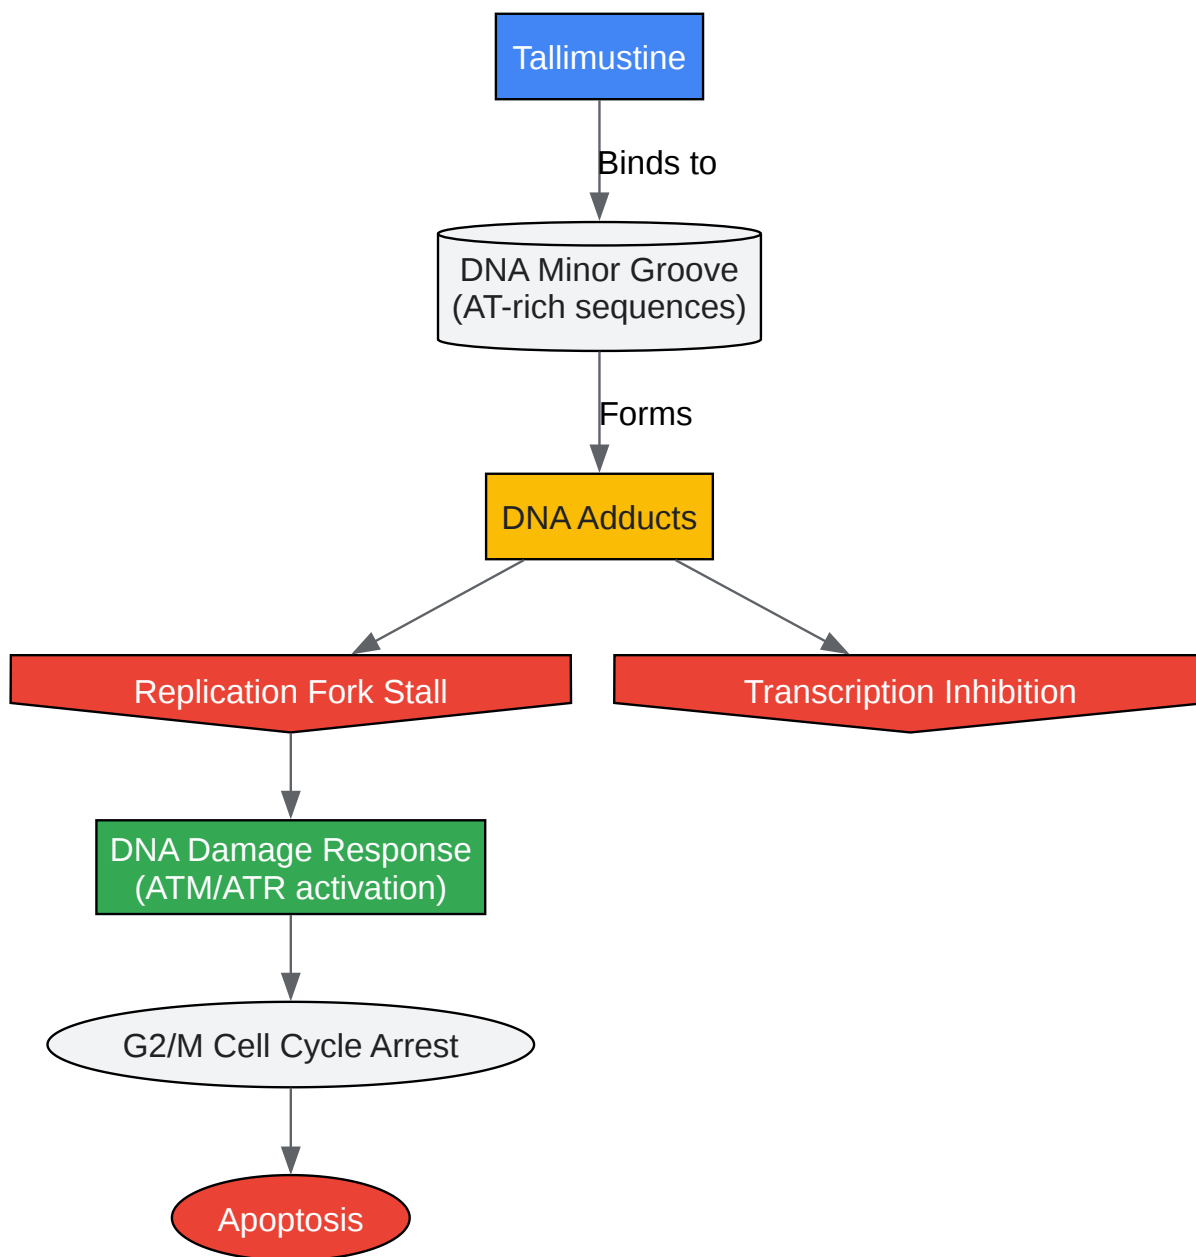 Tallimustine
Binds to
DNA Minor Groove
(AT-rich sequences)
Forms
DNA Adducts
Replication Fork Stall
Transcription Inhibition
DNA Damage Response
(ATM/ATR activation)
G2/M Cell Cycle Arrest
Apoptosis